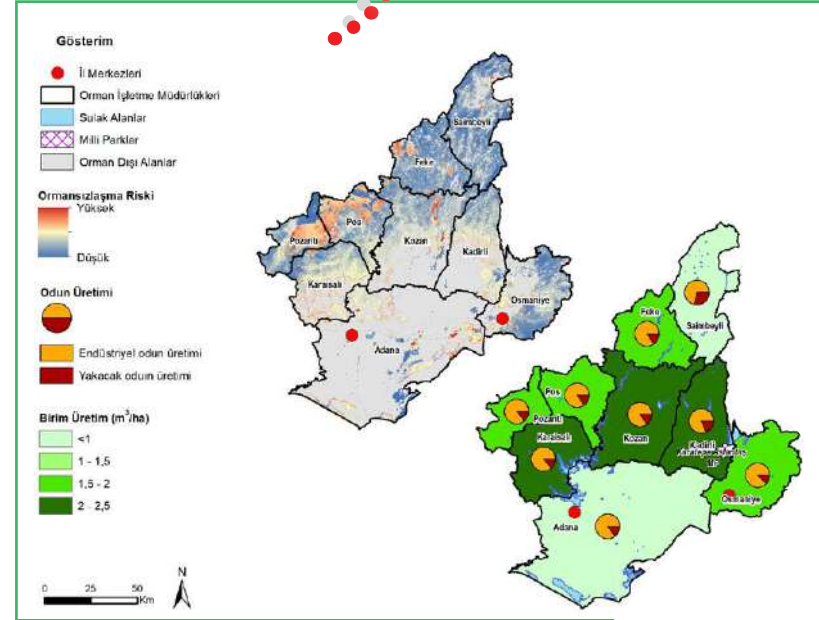 Gösterim
İl Merkezleri
Orman İşletme Müdürlükleri
Sulak Alanlar
Milli Parklar
Orman Dışı Alanlar
Ormansızlaşma Riski
Yüksek
Düşük
Odun Üretimi
Endüstriyel odun üretimi
Yakacak odum üretimi
Birim Üretim (m³/ha)
<1
1 - 1,5
1,5 - 2
2 - 2,5
0 25 50
Km
N
Saimbeyli
Feke
Pos
Pozantı
Kozan
Kadirli
Karaisalı
Osmaniye
Adana
Saimbeyli
Feke
Pos
Pozantı
Karaisalı
Kozan
Kadirli
MP
Osmaniye
Adana